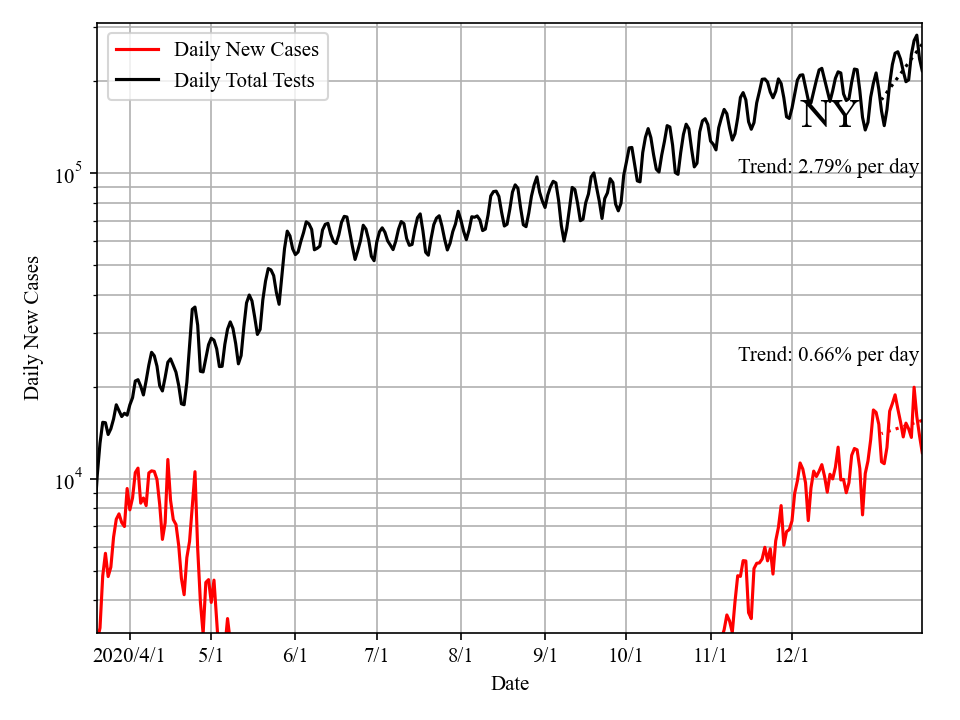 Daily New Cases
Daily Total Tests
NY
Trend: 2.79% per day
Trend: 0.66% per day
10^5
10^4
Daily New Cases
2020/4/1 5/1 6/1 7/1 8/1 9/1 10/1 11/1 12/1
Date